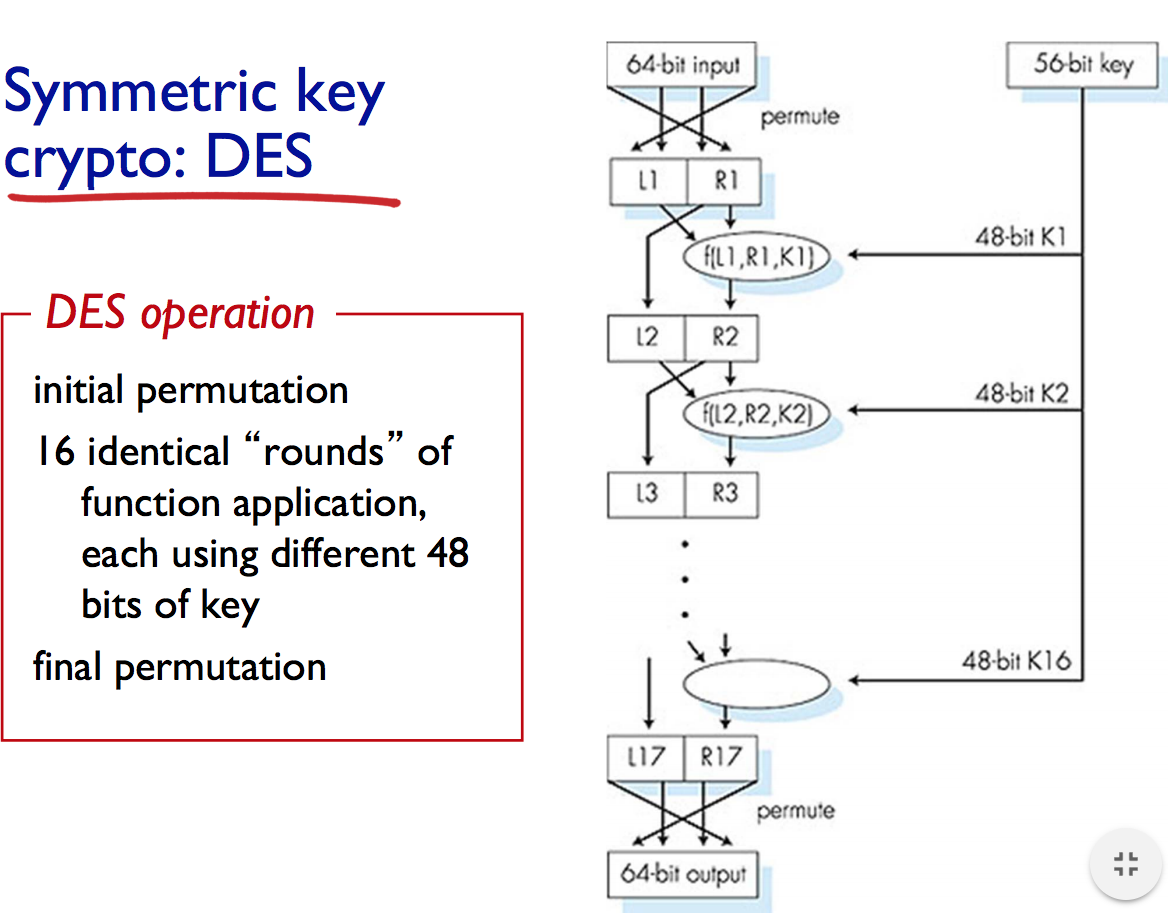 Symmetric key
crypto: DES
DES operation
initial permutation
16 identical “rounds” of
function application,
each using different 48
bits of key
final permutation
64-bit input
56-bit key
permute
L1 R1
48-bit K1
f(L1,R1,K1)
L2 R2
48-bit K2
f(L2,R2,K2)
L3 R3
48-bit K16
L17 R17
permute
64-bit output